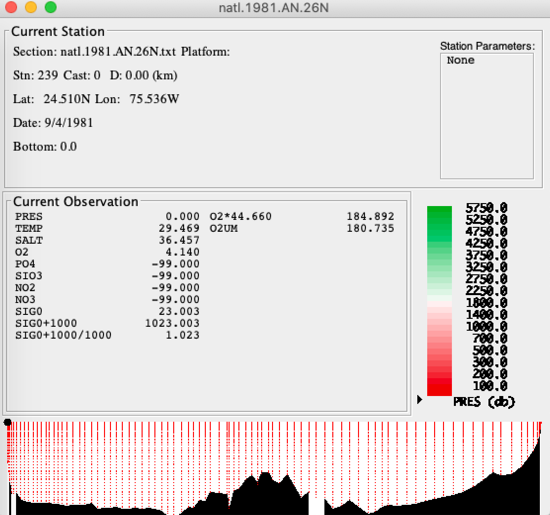 natl.1981.AN.26N
Current Station
Section: natl.1981.AN.26N.txt Platform:
Stn: 239 Cast: 0 D: 0.00 (km)
Lat: 24.510N Lon: 75.536W
Date: 9/4/1981
Bottom: 0.0
Station Parameters:
None
Current Observation
PRES 0.000 O2*44.660 184.892
TEMP 29.469 O2UM 180.735
SALT 36.457
O2 4.140
PO4 -99.000
SIO3 -99.000
NO2 -99.000
NO3 -99.000
SIG0 23.003
SIG0+1000 1023.003
SIG0+1000/1000 1.023
5750.0
5250.0
4750.0
4250.0
3750.0
3250.0
2750.0
2250.0
1800.0
1400.0
1000.0
700.0
500.0
300.0
200.0
100.0
PRES (db)